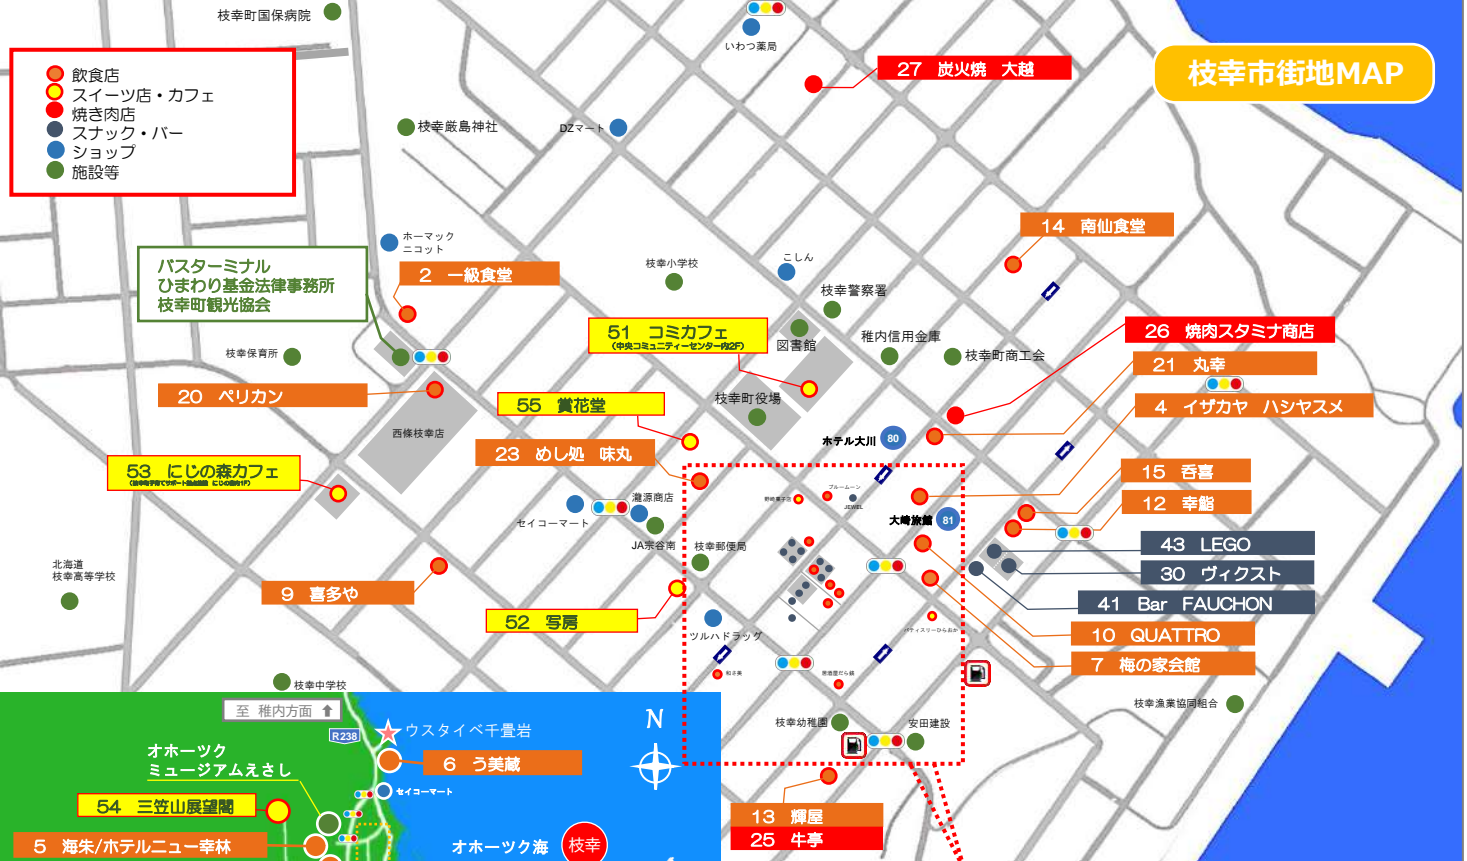 枝幸町国保病院
いわつ薬局
27 炭火焼 大越
枝幸市街地MAP
飲食店
スイーツ店・カフェ
焼き肉店
スナック・バー
ショップ
施設等
枝幸厳島神社
DZマート
14 南仙食堂
ホーマック
ニコット
バスターミナル
ひまわり基金法律事務所
枝幸町観光協会
2 一級食堂
枝幸小学校
こしん
枝幸警察署
51 コミカフェ
(中央コミュニティーセンター内2F)
図書館
稚内信用金庫
枝幸町商工会
26 焼肉スタミナ商店
枝幸保育所
21 丸幸
20 ペリカン
55 賞花堂
枝幸町役場
4 イザカヤ ハシヤスメ
西條枝幸店
ホテル大川
80
23 めし処 味丸
53 にじの森カフェ
15 呑喜
12 幸鮨
瀧源商店
セイコーマート
ブルームーン
JEWEL
大崎旅館
81
JA宗谷南
枝幸郵便局
43 LEGO
30 ヴィクスト
41 Bar FAUCHON
北海道
枝幸高等学校
9 喜多や
52 写房
ツルハドラッグ
パティスリーひらおか
10 QUATTRO
7 梅の家会館
和さ美
枝幸中学校
枝幸漁業協同組合
至 稚内方面
R238
ウスタイベ千畳岩
N
枝幸幼稚園
安田建設
オホーツク
ミュージアムえさし
6 う美蔵
セイコーマート
54 三笠山展望閣
13 輝屋
25 牛亭
5 海朱/ホテルニュー幸林
オホーツク海
枝幸